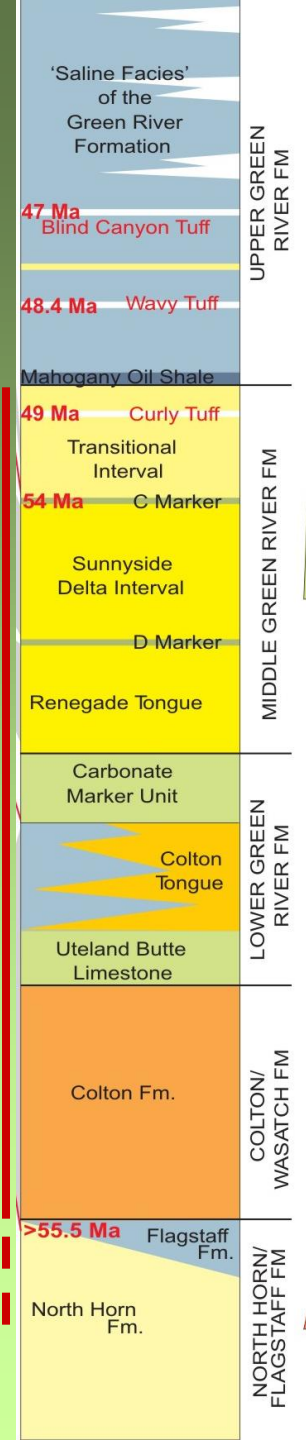 'Saline Facies'
of the
Green River
Formation
47 Ma
Blind Canyon Tuff
48.4 Ma Wavy Tuff
Mahogany Oil Shale
UPPER GREEN
RIVER FM
49 Ma Curly Tuff
Transitional
Interval
54 Ma C Marker
Sunnyside
Delta Interval
D Marker
Renegade Tongue
MIDDLE GREEN RIVER FM
Carbonate
Marker Unit
Colton
Tongue
Uteland Butte
Limestone
LOWER GREEN
RIVER FM
Colton Fm.
COLTON/
WASATCH FM
>55.5 Ma
Flagstaff
Fm.
North Horn
Fm.
NORTH HORN/
FLAGSTAFF FM